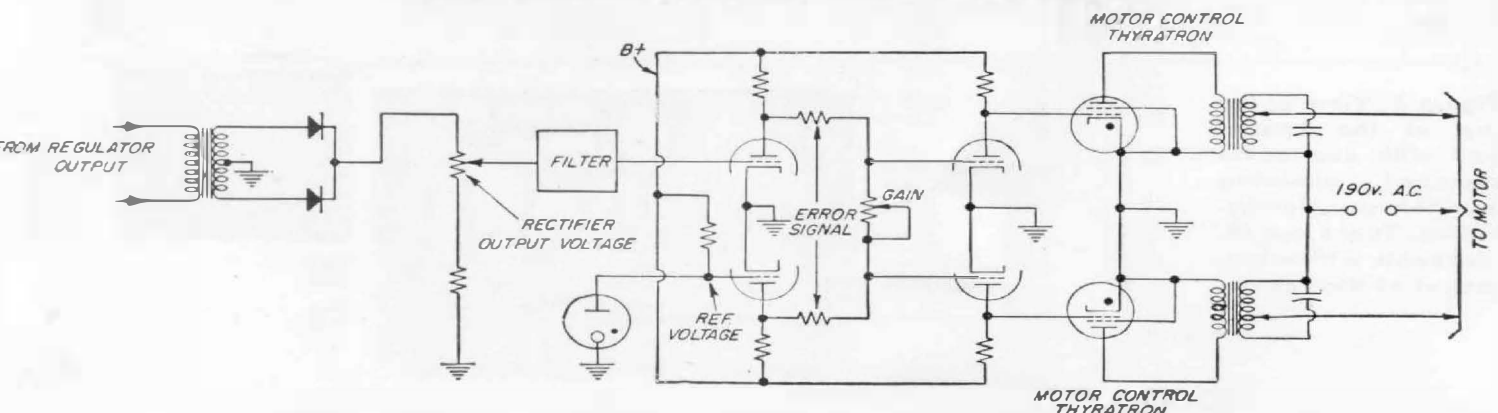 MOTOR CONTROL
THYRATRON
B+
FROM REGULATOR
OUTPUT
FILTER
RECTIFIER
OUTPUT VOLTAGE
REF.
VOLTAGE
ERROR
SIGNAL
GAIN
190v. A.C.
TO MOTOR
MOTOR CONTROL
THYRATRON